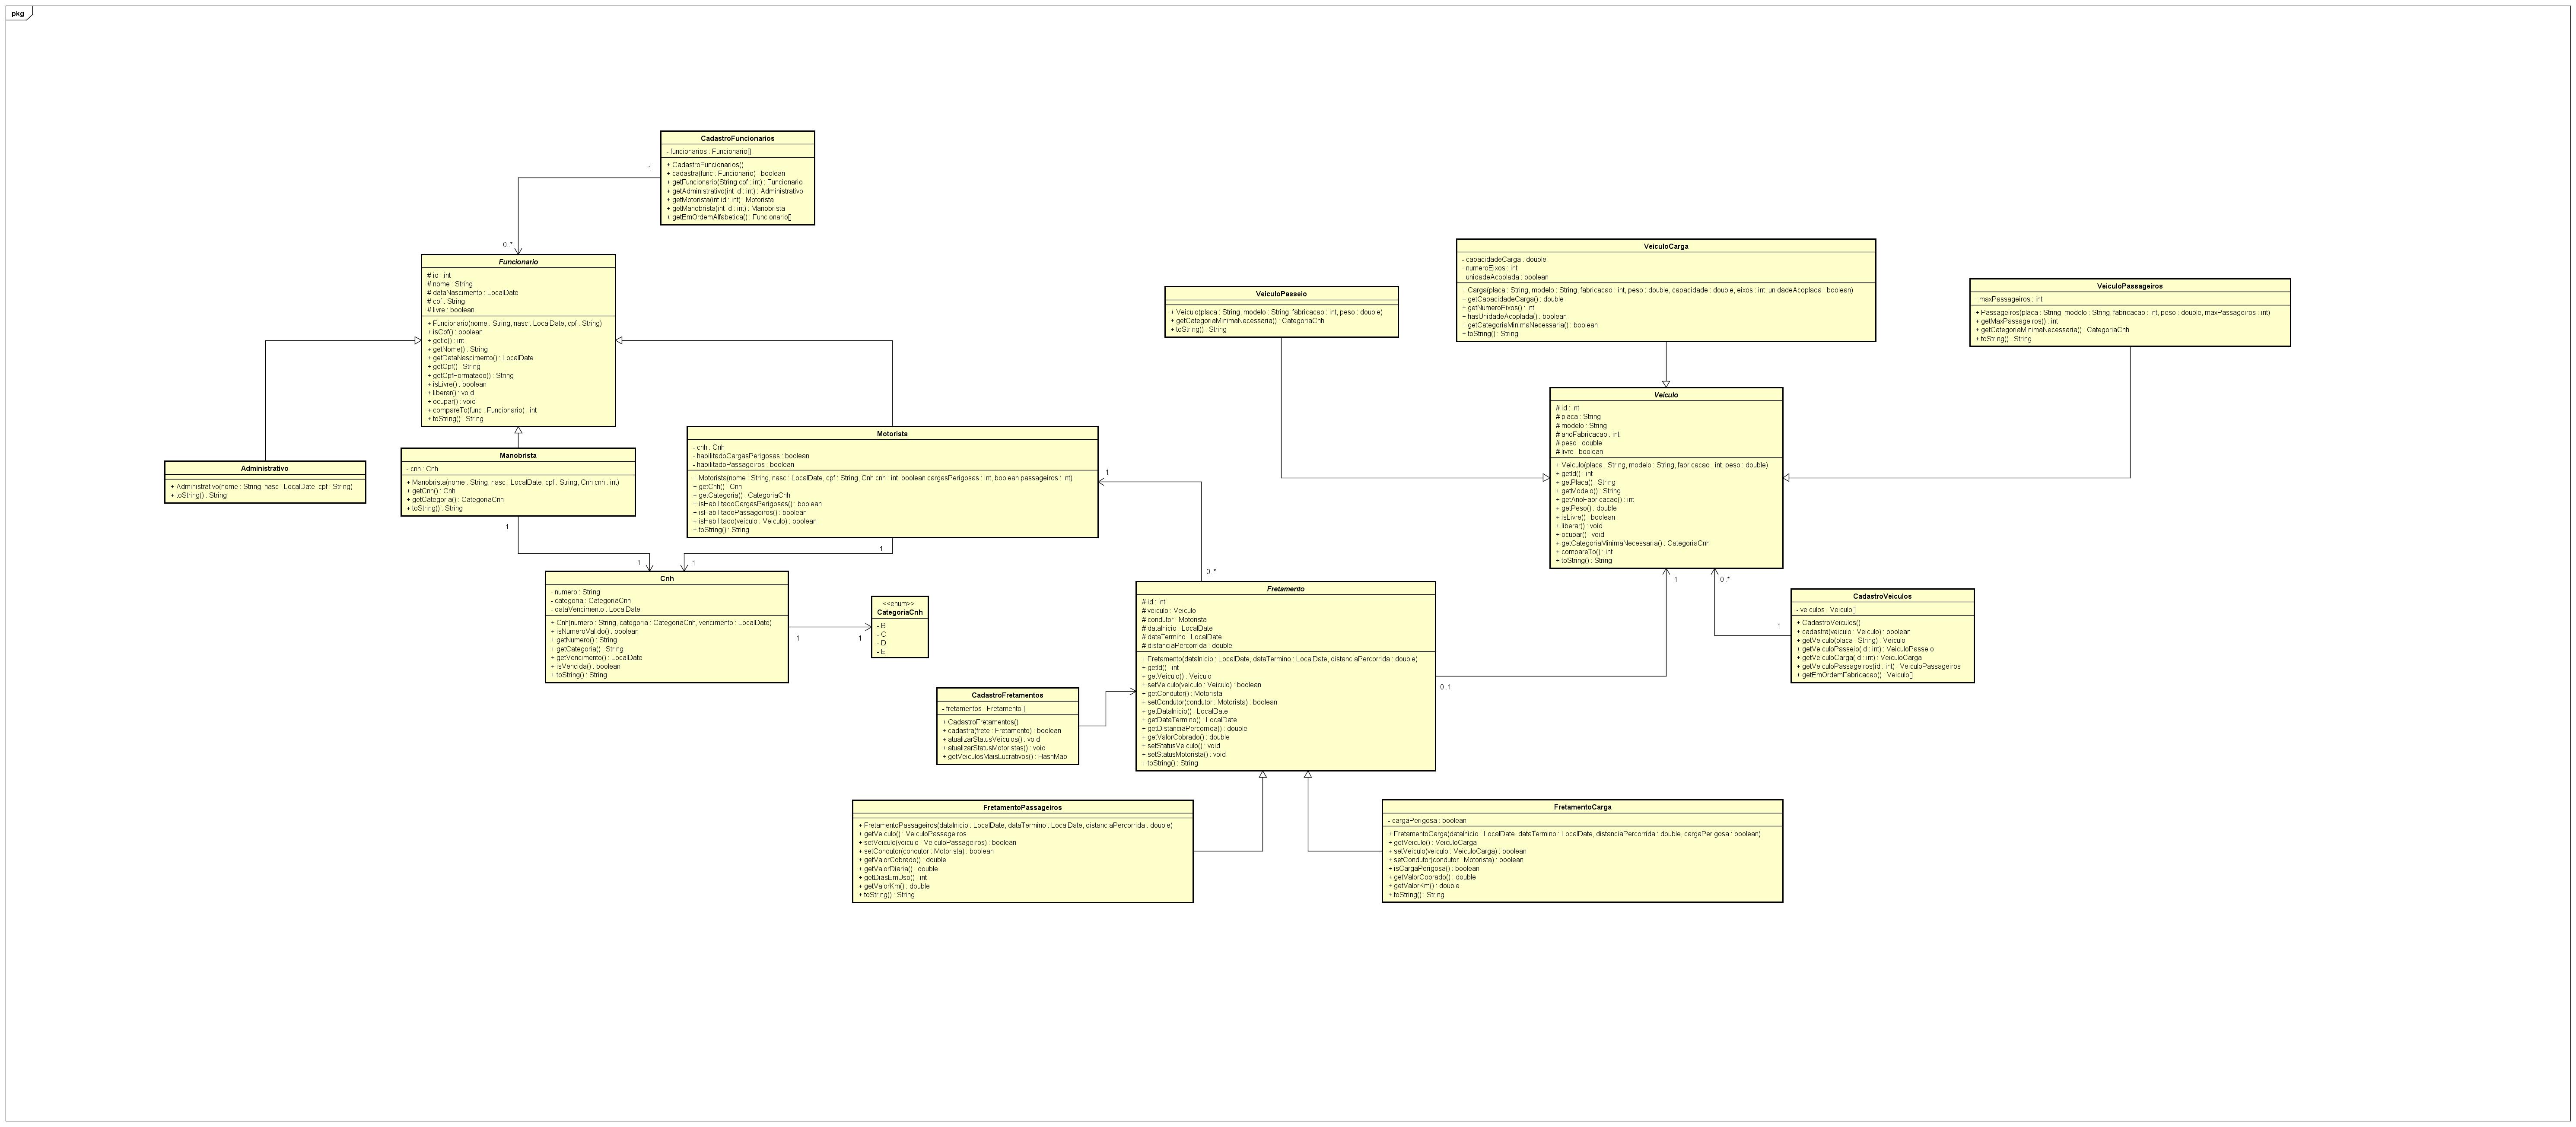 pkg
CadastroFuncionarios
- funcionarios : Funcionario[]
+ CadastroFuncionarios()
+ cadastra(func : Funcionario) : boolean
+ getFuncionario(String cpf : int) : Funcionario
+ getAdministrativo(int id : int) : Administrativo
+ getMotorista(int id : int) : Motorista
+ getManobrista(int id : int) : Manobrista
+ getEmOrdemAlfabetica() : Funcionario[]
1
0..*
Funcionario
# id : int
# nome : String
# dataNascimento : LocalDate
# cpf : String
# livre : boolean
+ Funcionario(nome : String, nasc : LocalDate, cpf : String)
+ isCpf() : boolean
+ getId() : int
+ getNome() : String
+ getDataNascimento() : LocalDate
+ getCpf() : String
+ getCpfFormatado() : String
+ isLivre() : boolean
+ liberar() : void
+ ocupar() : void
+ compareTo(func : Funcionario) : int
+ toString() : String
Administrativo
+ Administrativo(nome : String, nasc : LocalDate, cpf : String)
+ toString() : String
Manobrista
- cnh : Cnh
+ Manobrista(nome : String, nasc : LocalDate, cpf : String, Cnh cnh : int)
+ getCnh() : Cnh
+ getCategoria() : CategoriaCnh
+ toString() : String
1
1
Motorista
- cnh : Cnh
- habilitadoCargasPerigosas : boolean
- habilitadoPassageiros : boolean
+ Motorista(nome : String, nasc : LocalDate, cpf : String, Cnh cnh : int, boolean cargasPerigosas : int, boolean passageiros : int)
+ getCnh() : Cnh
+ getCategoria() : CategoriaCnh
+ isHabilitadoCargasPerigosas() : boolean
+ isHabilitadoPassageiros() : boolean
+ isHabilitado(veiculo : Veiculo) : boolean
+ toString() : String
1
1
1
0..*
Cnh
- numero : String
- categoria : CategoriaCnh
- dataVencimento : LocalDate
+ Cnh(numero : String, categoria : CategoriaCnh, vencimento : LocalDate)
+ isNumeroValido() : boolean
+ getNumero() : String
+ getCategoria() : String
+ getVencimento() : LocalDate
+ isVencida() : boolean
+ toString() : String
1
1
<<enum>>
CategoriaCnh
- B
- C
- D
- E
VeiculoPasseio
+ Veiculo(placa : String, modelo : String, fabricacao : int, peso : double)
+ getCategoriaMinimaNecessaria() : CategoriaCnh
+ toString() : String
VeiculoCarga
- capacidadeCarga : double
- numeroEixos : int
- unidadeAcoplada : boolean
+ Carga(placa : String, modelo : String, fabricacao : int, peso : double, capacidade : double, eixos : int, unidadeAcoplada : boolean)
+ getCapacidadeCarga() : double
+ getNumeroEixos() : int
+ hasUnidadeAcoplada() : boolean
+ getCategoriaMinimaNecessaria() : boolean
+ toString() : String
VeiculoPassageiros
- maxPassageiros : int
+ Passageiros(placa : String, modelo : String, fabricacao : int, peso : double, maxPassageiros : int)
+ getMaxPassageiros() : int
+ getCategoriaMinimaNecessaria() : CategoriaCnh
+ toString() : String
Veiculo
# id : int
# placa : String
# modelo : String
# anoFabricacao : int
# peso : double
# livre : boolean
+ Veiculo(placa : String, modelo : String, fabricacao : int, peso : double)
+ getId() : int
+ getPlaca() : String
+ getModelo() : String
+ getAnoFabricacao() : int
+ getPeso() : double
+ isLivre() : boolean
+ liberar() : void
+ ocupar() : void
+ getCategoriaMinimaNecessaria() : CategoriaCnh
+ compareTo() : int
+ toString() : String
1
0..*
CadastroVeiculos
- veiculos : Veiculo[]
+ CadastroVeiculos()
+ cadastra(veiculo : Veiculo) : boolean
+ getVeiculo(placa : String) : Veiculo
+ getVeiculoPasseio(id : int) : VeiculoPasseio
+ getVeiculoCarga(id : int) : VeiculoCarga
+ getVeiculoPassageiros(id : int) : VeiculoPassageiros
+ getEmOrdemFabricacao() : Veiculo[]
1
Fretamento
# id : int
# veiculo : Veiculo
# condutor : Motorista
# dataInicio : LocalDate
# dataTermino : LocalDate
# distanciaPercorrida : double
+ Fretamento(dataInicio : LocalDate, dataTermino : LocalDate, distanciaPercorrida : double)
+ getId() : int
+ getVeiculo() : Veiculo
+ setVeiculo(veiculo : Veiculo) : boolean
+ getCondutor() : Motorista
+ setCondutor(condutor : Motorista) : boolean
+ getDataInicio() : LocalDate
+ getDataTermino() : LocalDate
+ getDistanciaPercorrida() : double
+ getValorCobrado() : double
+ setStatusVeiculo() : void
+ setStatusMotorista() : void
+ toString() : String
0..1
CadastroFretamentos
- fretamentos : Fretamento[]
+ CadastroFretamentos()
+ cadastra(frete : Fretamento) : boolean
+ atualizarStatusVeiculos() : void
+ atualizarStatusMotoristas() : void
+ getVeiculosMaisLucrativos() : HashMap
FretamentoPassageiros
+ FretamentoPassageiros(dataInicio : LocalDate, dataTermino : LocalDate, distanciaPercorrida : double)
+ getVeiculo() : VeiculoPassageiros
+ setVeiculo(veiculo : VeiculoPassageiros) : boolean
+ setCondutor(condutor : Motorista) : boolean
+ getValorCobrado() : double
+ getValorDiaria() : double
+ getDiasEmUso() : int
+ getValorKm() : double
+ toString() : String
FretamentoCarga
- cargaPerigosa : boolean
+ FretamentoCarga(dataInicio : LocalDate, dataTermino : LocalDate, distanciaPercorrida : double, cargaPerigosa : boolean)
+ getVeiculo() : VeiculoCarga
+ setVeiculo(veiculo : VeiculoCarga) : boolean
+ setCondutor(condutor : Motorista) : boolean
+ isCargaPerigosa() : boolean
+ getValorCobrado() : double
+ getValorKm() : double
+ toString() : String